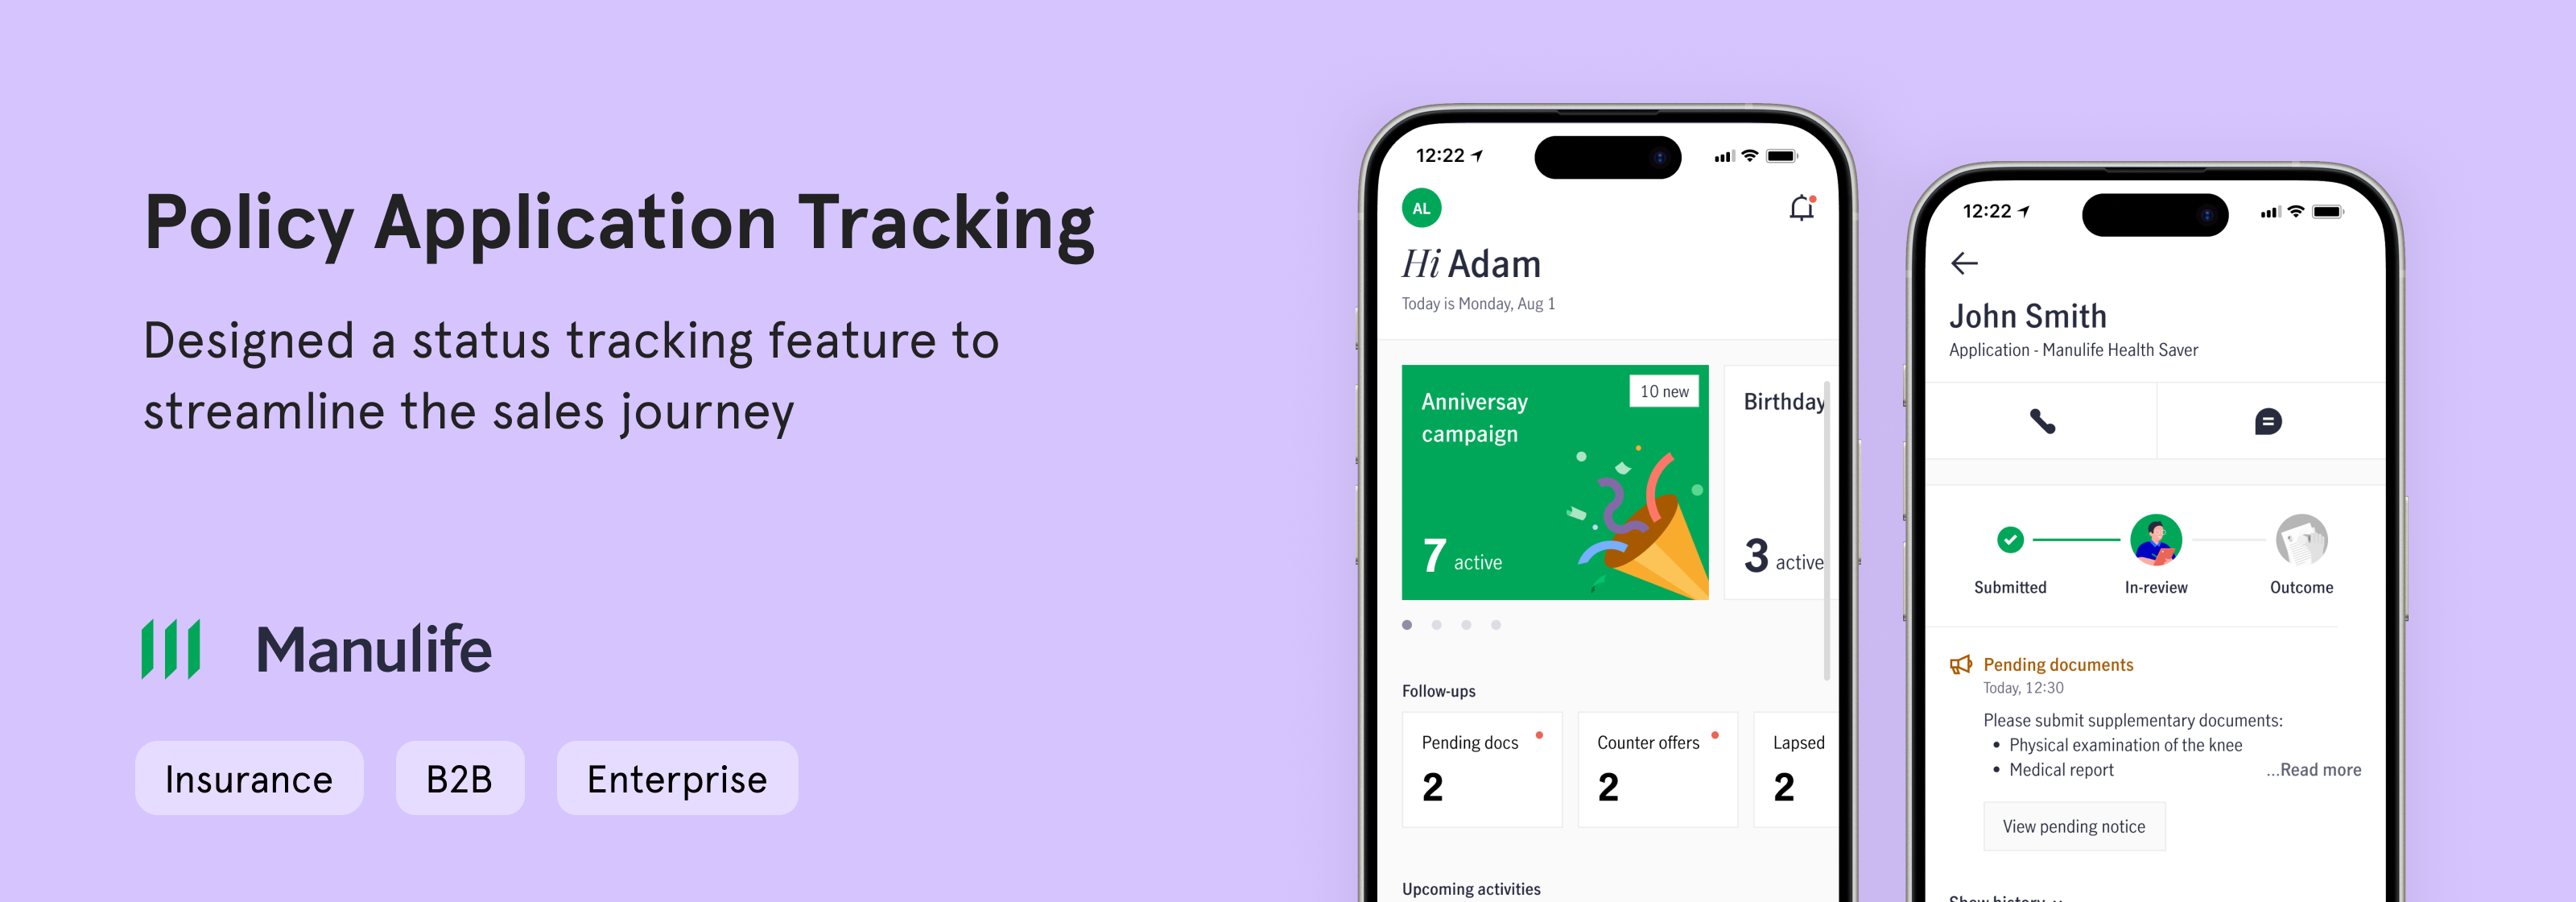 Policy Application Tracking
Designed a status tracking feature to
streamline the sales journey
Manulife
Insurance
B2B
Enterprise
12:22
AL
Hi Adam
Today is Monday, Aug 1
Anniversay
campaign
10 new
7 active
Birthday
3 active
Follow-ups
Pending docs
2
Counter offers
2
Lapsed
2
Upcoming activities
12:22
John Smith
Application - Manulife Health Saver
Submitted
In-review
Outcome
Pending documents
Today, 12:30
Please submit supplementary documents:
• Physical examination of the knee
• Medical report
...Read more
View pending notice
Show history